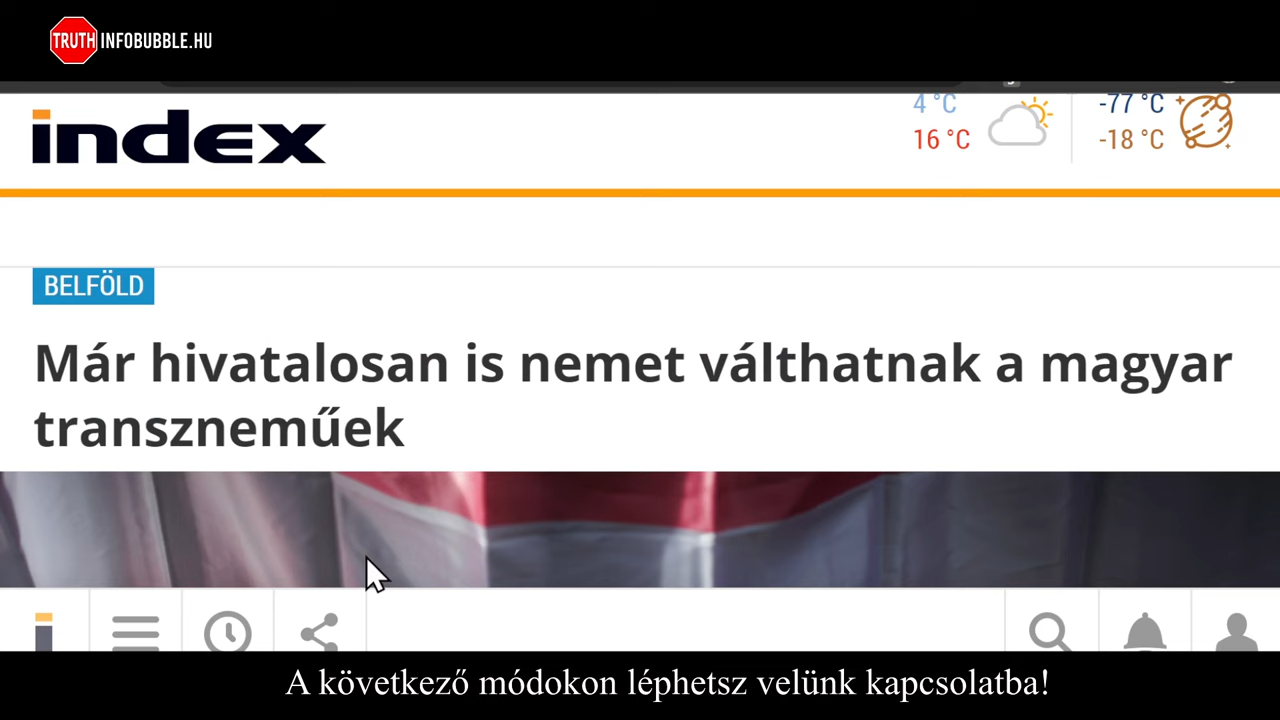 TRUTH INFOBUBBLE.HU
index
4 °C
16 °C
-77 °C
-18 °C
BELFÖLD
Már hivatalosan is nemet válthatnak a magyar
transzneműek
A következő módokon léphetsz velünk kapcsolatba!